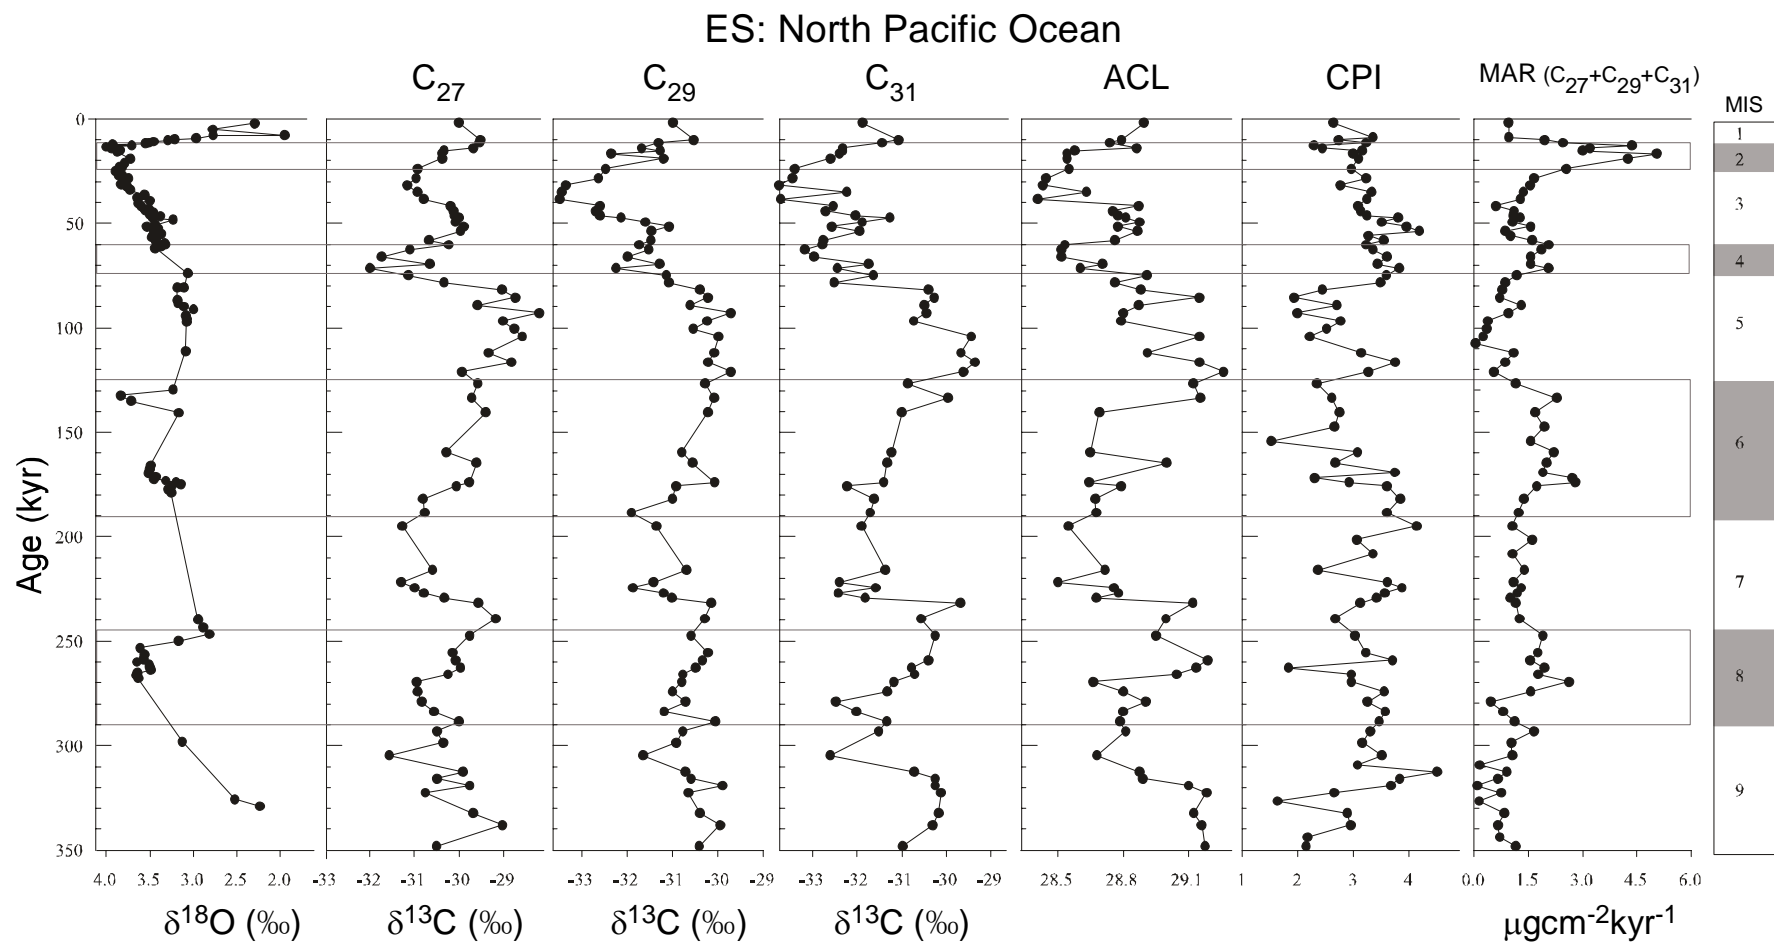 ES: North Pacific Ocean
C27 C29 C31 ACL CPI MAR (C27+C29+C31)
MIS
0
50
100
150
200
250
300
350
Age (kyr)
1
2
3
4
5
6
7
8
9
4.0 3.5 3.0 2.5 2.0
-33 -32 -30 -29
-33 -32 -31 -30 -29
-33 -32 -31 -30 -29
28.5 28.8 29.1
1 2 3 4
0.0 1.5 3.0 4.5 6.0
δ18O (‰) δ13C (‰) δ13C (‰) δ13C (‰) μgcm-2kyr-1